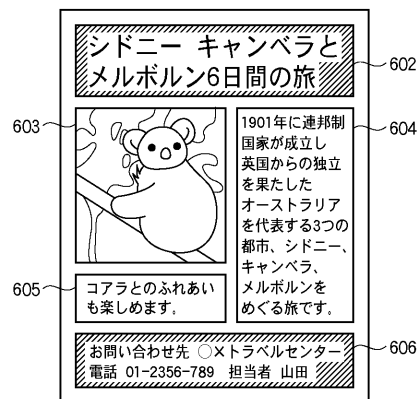 シドニー キャンベラと
メルボルン6日間の旅
602
603
1901年に連邦制
国家が成立し
英国からの独立
を果たした
オーストラリア
を代表する3つの
都市、シドニー、
キャンベラ、
メルボルンを
めぐる旅です。
604
605
コアラとのふれあい
も楽しめます。
お問い合わせ先 ○×トラベルセンター
電話 01-2356-789 担当者 山田
606